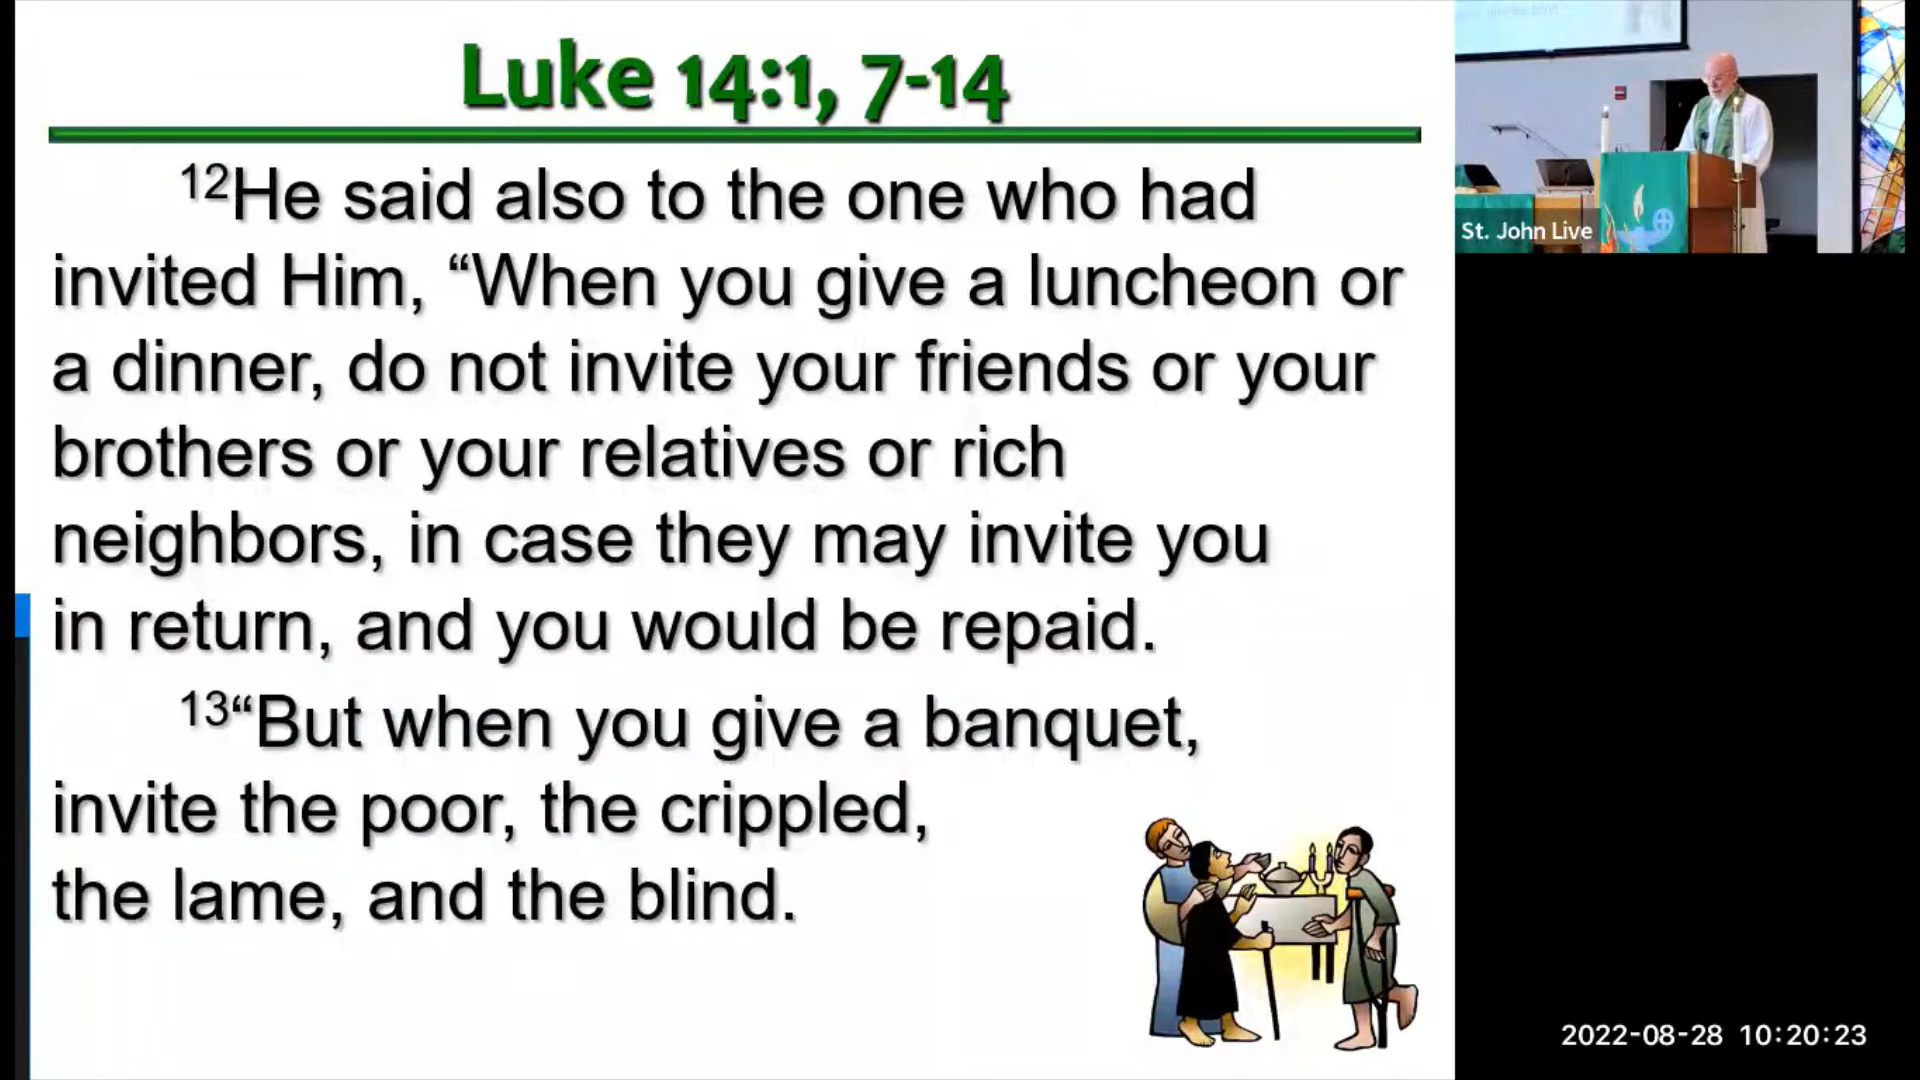 Luke 14:1, 7-14
12He said also to the one who had
invited Him, “When you give a luncheon or
a dinner, do not invite your friends or your
brothers or your relatives or rich
neighbors, in case they may invite you
in return, and you would be repaid.
13“But when you give a banquet,
invite the poor, the crippled,
the lame, and the blind.
St. John Live
2022-08-28 10:20:23